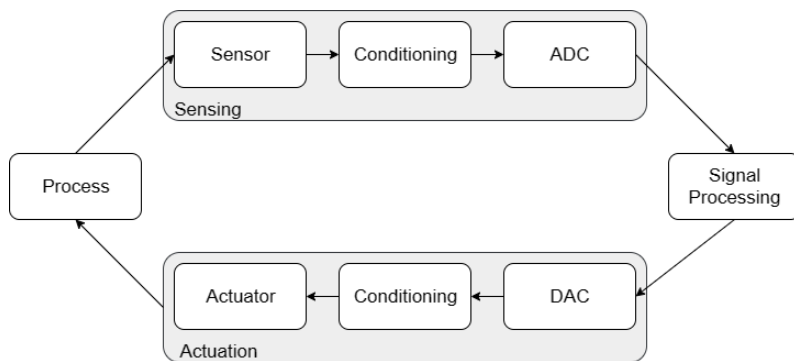 Sensor
Conditioning
ADC
Sensing
Process
Signal
Processing
Actuator
Conditioning
DAC
Actuation